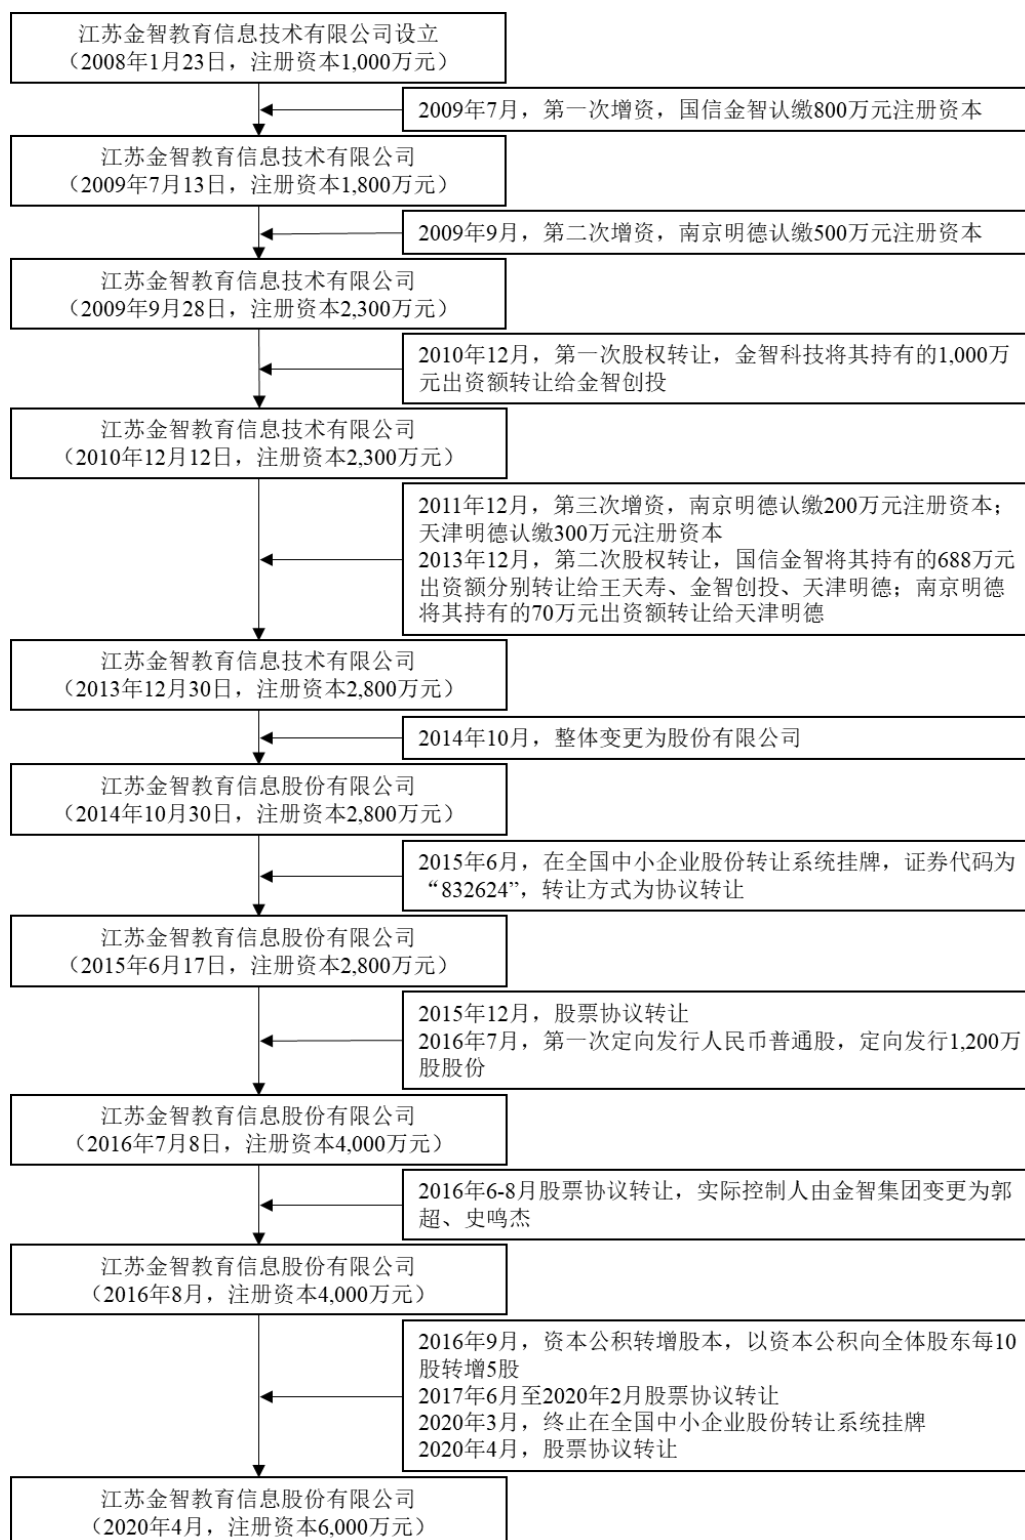 江苏金智教育信息技术有限公司设立
（2008年1月23日，注册资本1,000万元）
2009年7月，第一次增资，国信金智认缴800万元注册资本
江苏金智教育信息技术有限公司
（2009年7月13日，注册资本1,800万元）
2009年9月，第二次增资，南京明德认缴500万元注册资本
江苏金智教育信息技术有限公司
（2009年9月28日，注册资本2,300万元）
2010年12月，第一次股权转让，金智科技将其持有的1,000万
元出资额转让给金智创投
江苏金智教育信息技术有限公司
（2010年12月12日，注册资本2,300万元）
2011年12月，第三次增资，南京明德认缴200万元注册资本；
天津明德认缴300万元注册资本
2013年12月，第二次股权转让，国信金智将其持有的688万元
出资额分别转让给王天寿、金智创投、天津明德；南京明德
将其持有的70万元出资额转让给天津明德
江苏金智教育信息技术有限公司
（2013年12月30日，注册资本2,800万元）
2014年10月，整体变更为股份有限公司
江苏金智教育信息股份有限公司
（2014年10月30日，注册资本2,800万元）
2015年6月，在全国中小企业股份转让系统挂牌，证券代码为
“832624”，转让方式为协议转让
江苏金智教育信息股份有限公司
（2015年6月17日，注册资本2,800万元）
2015年12月，股票协议转让
2016年7月，第一次定向发行人民币普通股，定向发行1,200万
股股份
江苏金智教育信息股份有限公司
（2016年7月8日，注册资本4,000万元）
2016年6-8月股票协议转让，实际控制人由金智集团变更为郭
超、史鸣杰
江苏金智教育信息股份有限公司
（2016年8月，注册资本4,000万元）
2016年9月，资本公积转增股本，以资本公积向全体股东每10
股转增5股
2017年6月至2020年2月股票协议转让
2020年3月，终止在全国中小企业股份转让系统挂牌
2020年4月，股票协议转让
江苏金智教育信息股份有限公司
（2020年4月，注册资本6,000万元）